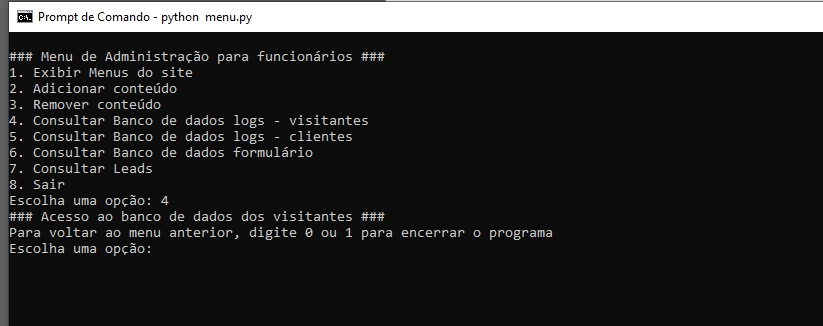 Prompt de Comando - python  menu.py
### Menu de Administração para funcionários ###
1. Exibir Menus do site
2. Adicionar conteúdo
3. Remover conteúdo
4. Consultar Banco de dados logs - visitantes
5. Consultar Banco de dados logs - clientes
6. Consultar Banco de dados formulário
7. Consultar Leads
8. Sair
Escolha uma opção: 4
### Acesso ao banco de dados dos visitantes ###
Para voltar ao menu anterior, digite 0 ou 1 para encerrar o programa
Escolha uma opção: